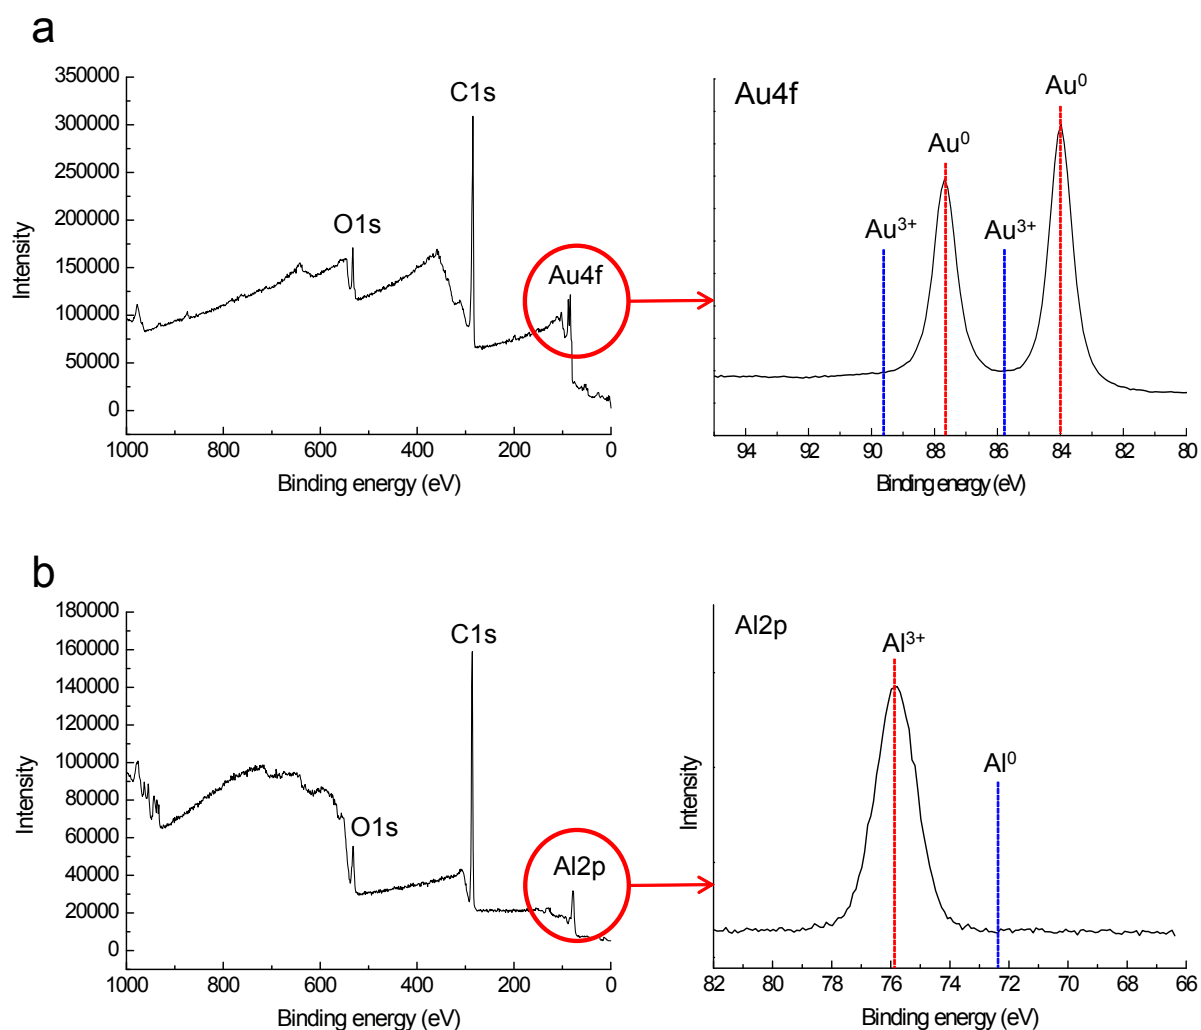 a
350000
300000
250000
200000
150000
100000
50000
0
Intensity
C1s
O1s
Au4f
1000 800 600 400 200 0
Binding energy (eV)
Au4f
Au⁰
Au⁰
Au³⁺
Au³⁺
94 92 90 88 86 84 82 80
Binding energy (eV)
b
180000
160000
140000
120000
100000
80000
60000
40000
20000
0
Intensity
C1s
O1s
Al2p
1000 800 600 400 200 0
Binding energy (eV)
Al2p
Al³⁺
Al⁰
Intensity
82 80 78 76 74 72 70 68 66
Binding energy (eV)